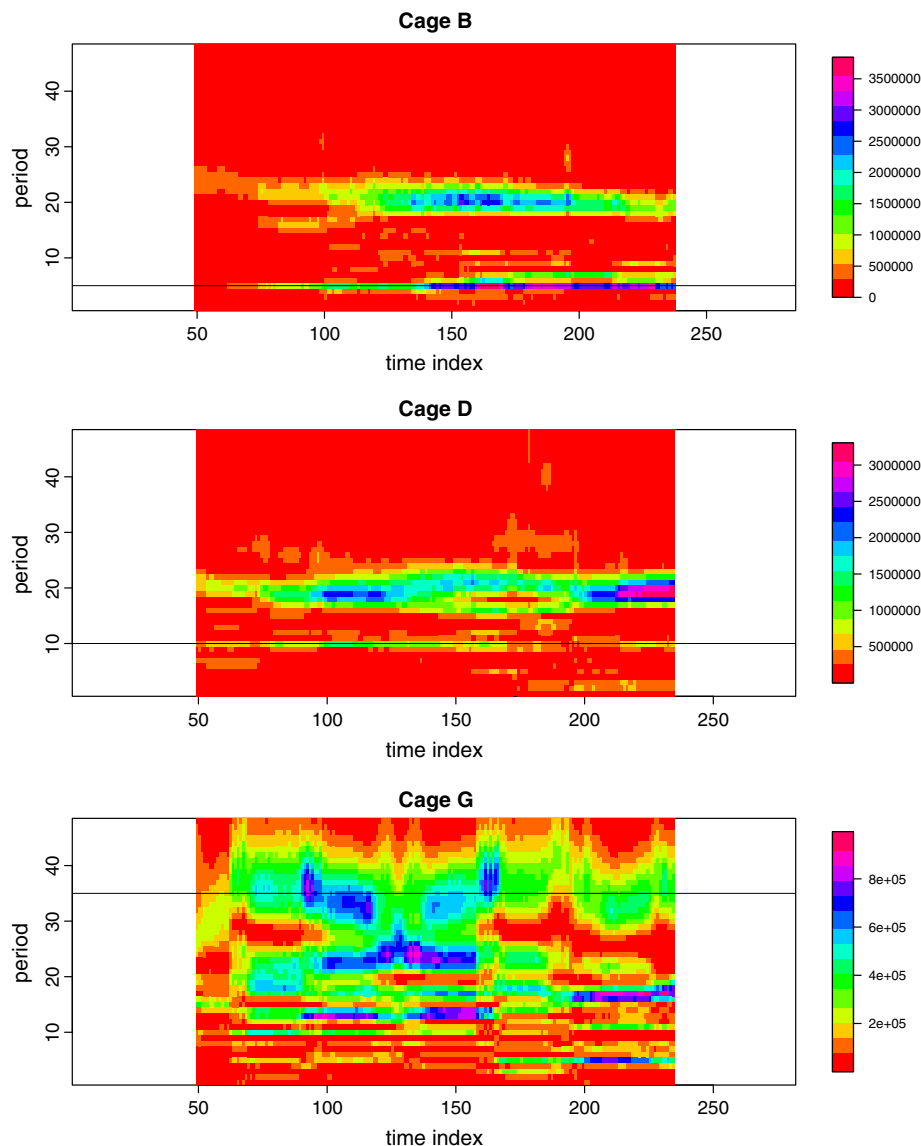 Cage B
period
10 20 30 40
50 100 150 200 250
time index
3500000
3000000
2500000
2000000
1500000
1000000
500000
0
Cage D
period
10 20 30 40
50 100 150 200 250
time index
3000000
2500000
2000000
1500000
1000000
500000
Cage G
period
10 20 30 40
50 100 150 200 250
time index
8e+05
6e+05
4e+05
2e+05